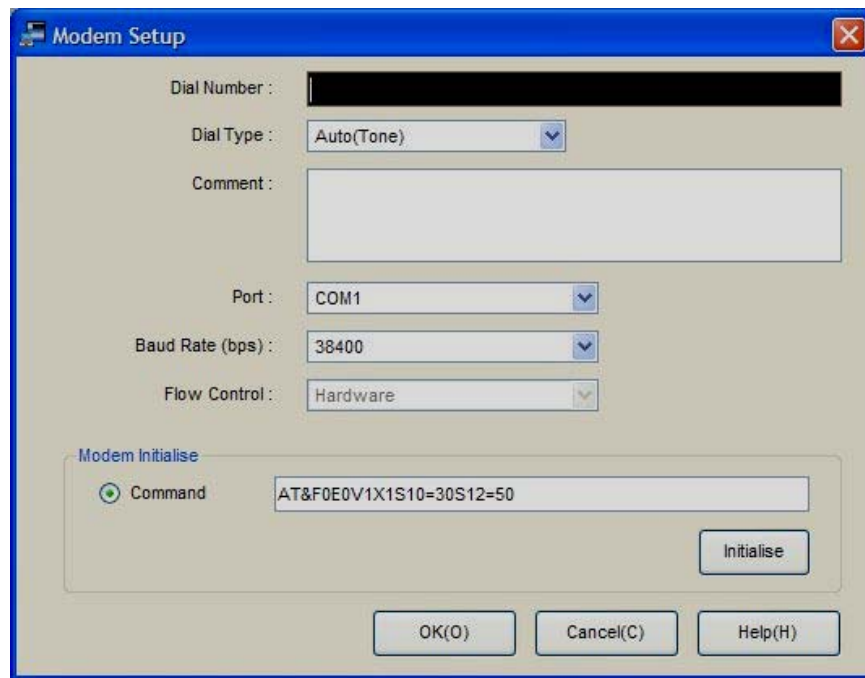 Modem Setup
Dial Number :
Dial Type : Auto(Tone)
Comment :
Port : COM1
Baud Rate (bps) : 38400
Flow Control : Hardware
Modem Initialise
Command AT&F0E0V1X1S10=30S12=50
Initialise
OK(O) Cancel(C) Help(H)